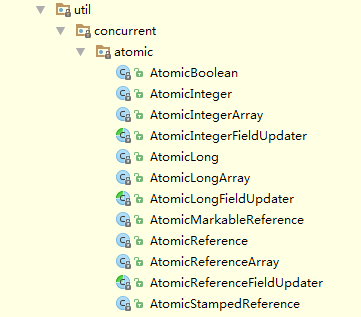 util
concurrent
atomic
AtomicBoolean
AtomicInteger
AtomicIntegerArray
AtomicIntegerFieldUpdater
AtomicLong
AtomicLongArray
AtomicLongFieldUpdater
AtomicMarkableReference
AtomicReference
AtomicReferenceArray
AtomicReferenceFieldUpdater
AtomicStampedReference